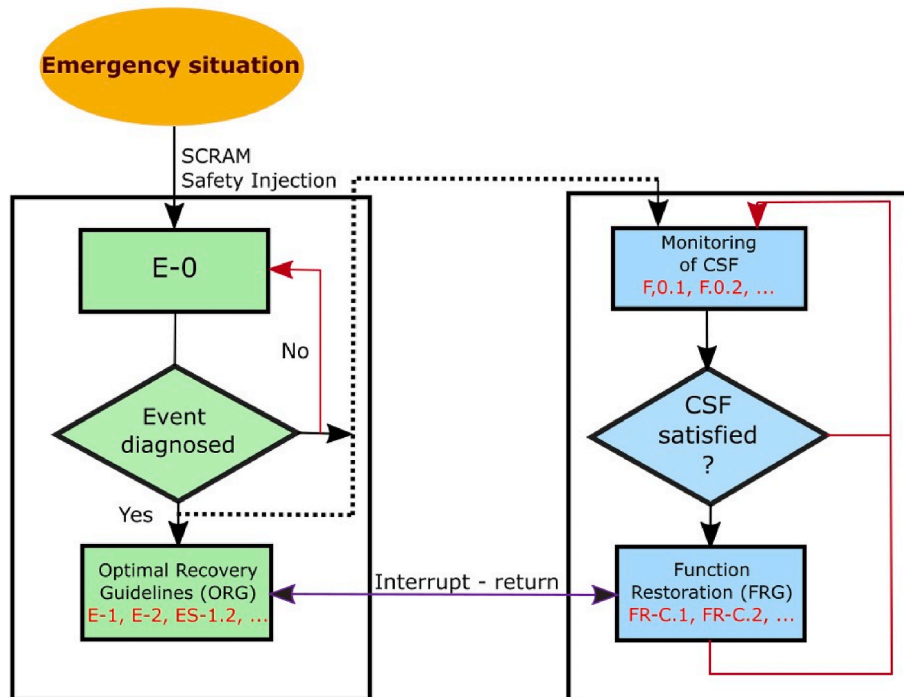 Emergency situation
SCRAM
Safety Injection
E-0
No
Event
diagnosed
Yes
Optimal Recovery
Guidelines (ORG)
E-1, E-2, ES-1.2, ...
Interrupt - return
Monitoring
of CSF
F,0.1, F.0.2, ...
CSF
satisfied
?
Function
Restoration (FRG)
FR-C.1, FR-C.2, ...